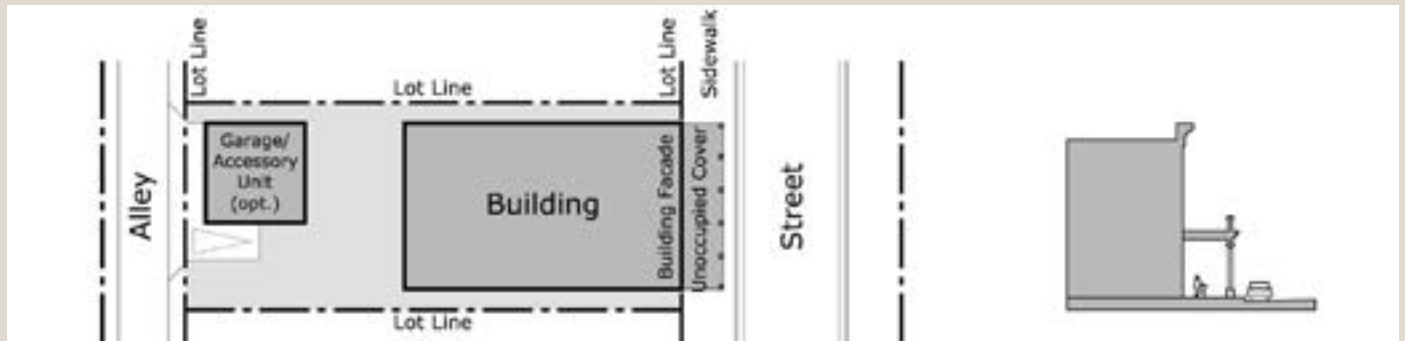 Alley
Lot Line
Lot Line
Garage/
Accessory
Unit
(opt.)
Lot Line
Building
Building Facade
Unoccupied Cover
Lot Line
Sidewalk
Street